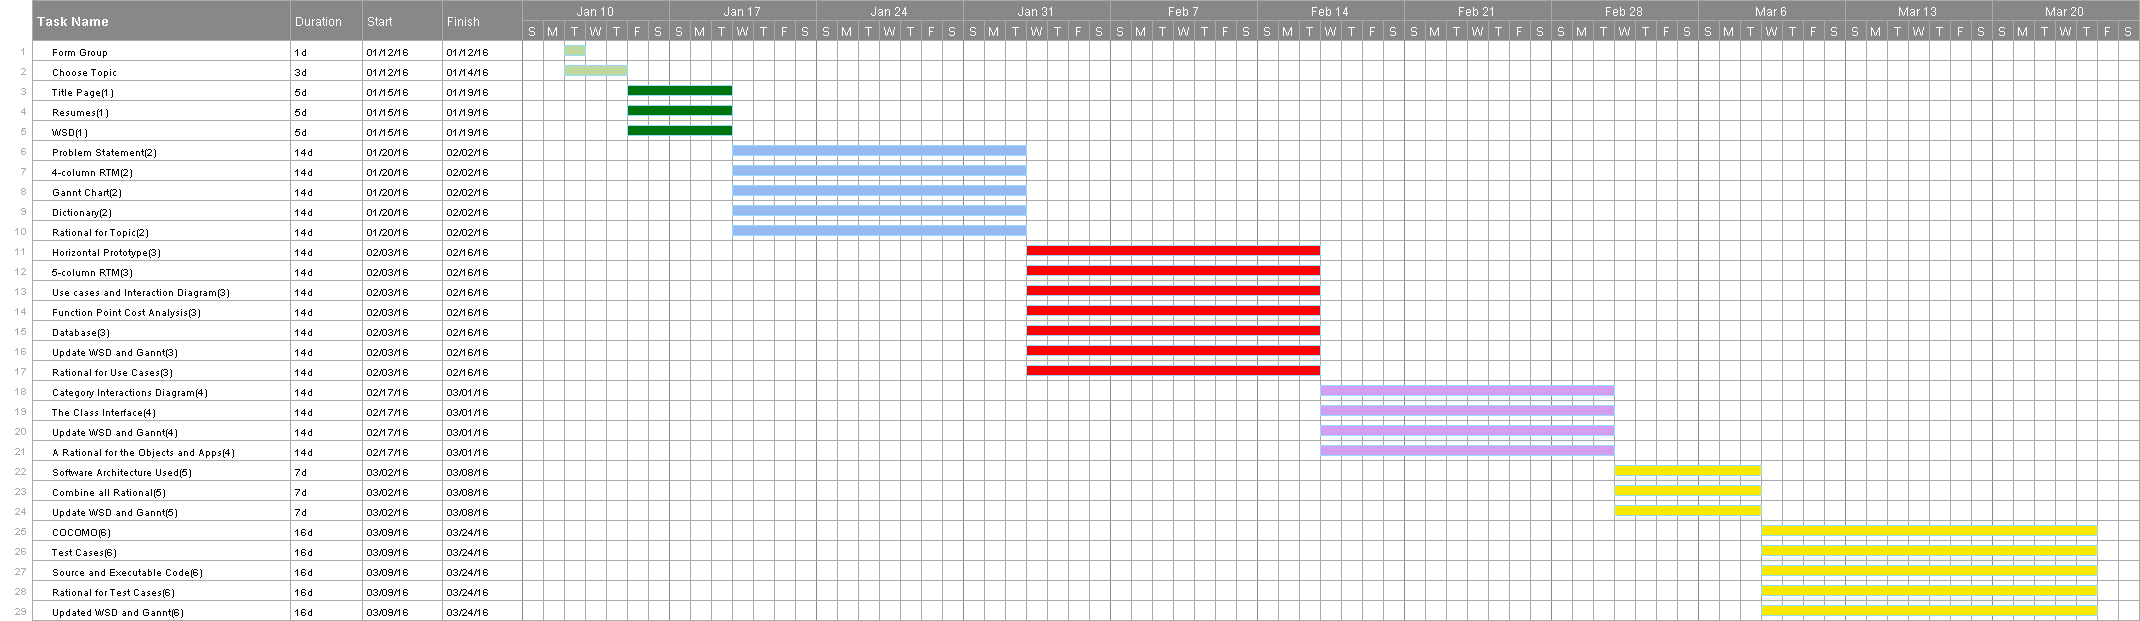 Task Name Duration Start Finish Jan 10 Jan 17 Jan 24 Jan 31 Feb 7 Feb 14 Feb 21 Feb 28 Mar 6 Mar 13 Mar 20
S M T W T F S S M T W T F S S M T W T F S S M T W T F S S M T W T F S S M T W T F S S M T W T F S S M T W T F S S M T W T F S S M T W T F S S M T W T F S
1 Form Group 1d 01/12/16 01/12/16
2 Choose Topic 3d 01/12/16 01/14/16
3 Title Page(1) 5d 01/15/16 01/19/16
4 Resumes(1) 5d 01/15/16 01/19/16
5 WSD(1) 5d 01/15/16 01/19/16
6 Problem Statement(2) 14d 01/20/16 02/02/16
7 4-column RTM(2) 14d 01/20/16 02/02/16
8 Gannt Chart(2) 14d 01/20/16 02/02/16
9 Dictionary(2) 14d 01/20/16 02/02/16
10 Rational for Topic(2) 14d 01/20/16 02/02/16
11 Horizontal Prototype(3) 14d 02/03/16 02/16/16
12 5-column RTM(3) 14d 02/03/16 02/16/16
13 Use cases and Interaction Diagram(3) 14d 02/03/16 02/16/16
14 Function Point Cost Analysis(3) 14d 02/03/16 02/16/16
15 Database(3) 14d 02/03/16 02/16/16
16 Update WSD and Gannt(3) 14d 02/03/16 02/16/16
17 Rational for Use Cases(3) 14d 02/03/16 02/16/16
18 Category Interactions Diagram(4) 14d 02/17/16 03/01/16
19 The Class Interface(4) 14d 02/17/16 03/01/16
20 Update WSD and Gannt(4) 14d 02/17/16 03/01/16
21 A Rational for the Objects and Apps(4) 14d 02/17/16 03/01/16
22 Software Architecture Used(5) 7d 03/02/16 03/08/16
23 Combine all Rational(5) 7d 03/02/16 03/08/16
24 Update WSD and Gannt(5) 7d 03/02/16 03/08/16
25 COCOMO(6) 16d 03/09/16 03/24/16
26 Test Cases(6) 16d 03/09/16 03/24/16
27 Source and Executable Code(6) 16d 03/09/16 03/24/16
28 Rational for Test Cases(6) 16d 03/09/16 03/24/16
29 Updated WSD and Gannt(6) 16d 03/09/16 03/24/16